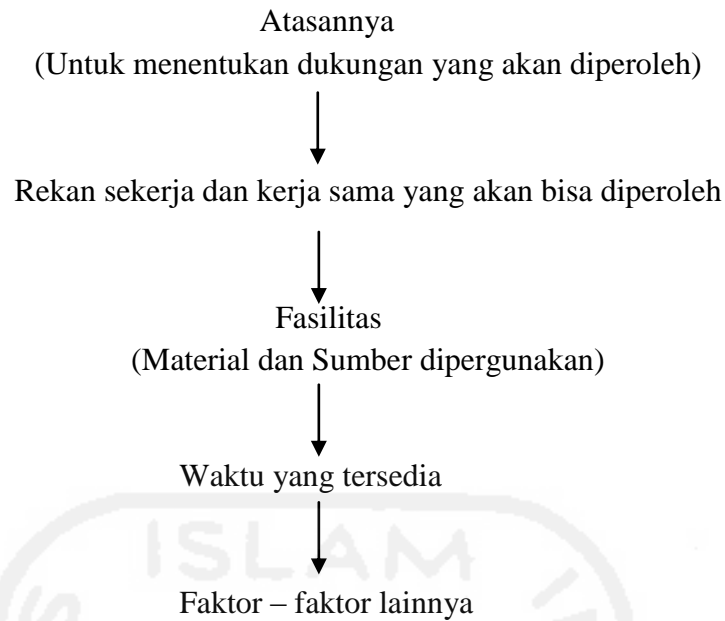 Atasannya
(Untuk menentukan dukungan yang akan diperoleh)
Rekan sekerja dan kerja sama yang akan bisa diperoleh
Fasilitas
(Material dan Sumber dipergunakan)
Waktu yang tersedia
ISLAM
Faktor – faktor lainnya